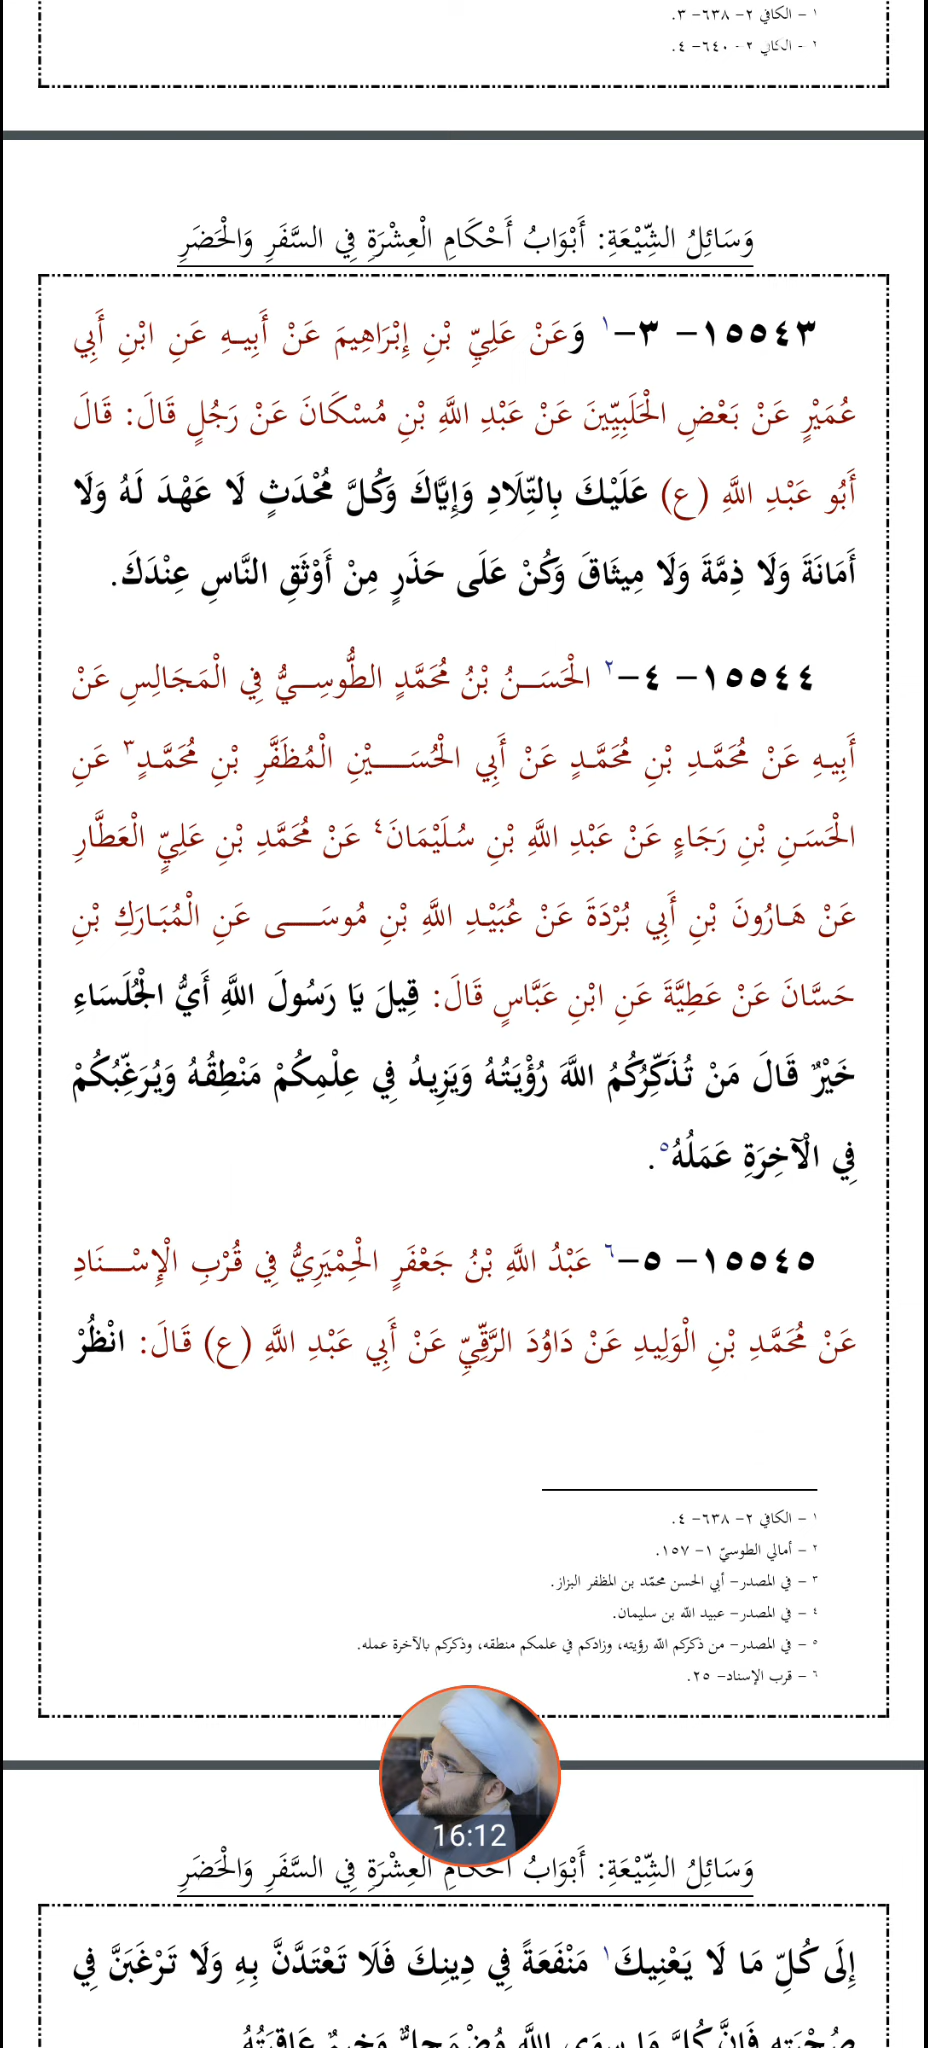 ١ - الكافي ٢- ٦٣٨- ٣.
- الكافي ٢- ٦٤٠- ٤.
وَسَائِلُ الشِّيْعَةِ: أَبْوَابُ أَحْكَامِ الْعِشْرَةِ فِي السَّفَرِ وَالْحَضَرِ
١٥٥٤٣- ٣-١ وَعَنْ عَلِيِّ بْنِ إِبْرَاهِيمَ عَنْ أَبِيهِ عَنِ ابْنِ أَبِي
عُمَيْرٍ عَنْ بَعْضِ الْحَلَبِيِّينَ عَنْ عَبْدِ اللَّهِ بْنِ مُسْكَانَ عَنْ رَجُلٍ قَالَ: قَالَ
أَبُو عَبْدِ اللَّهِ (ع) عَلَيْكَ بِالتِّلَادِ وَإِيَّاكَ وَكُلَّ مُحْدَثٍ لَا عَهْدَ لَهُ وَلَا
أَمَانَةَ وَلَا ذِمَّةَ وَلَا مِيثَاقَ وَكُنْ عَلَى حَذَرٍ مِنْ أَوْثَقِ النَّاسِ عِنْدَكَ.
١٥٥٤٤- ٤-٢ الْحَسَنُ بْنُ مُحَمَّدٍ الطُّوسِيُّ فِي الْمَجَالِسِ عَنْ
أَبِيهِ عَنْ مُحَمَّدِ بْنِ مُحَمَّدٍ عَنْ أَبِي الْحُسَيْنِ الْمُظَفَّرِ بْنِ مُحَمَّدٍ٣ عَنِ
الْحَسَنِ بْنِ رَجَاءٍ عَنْ عَبْدِ اللَّهِ بْنِ سُلَيْمَانَ٤ عَنْ مُحَمَّدِ بْنِ عَلِيٍّ الْعَطَّارِ
عَنْ هَارُونَ بْنِ أَبِي بُرْدَةَ عَنْ عُبَيْدِ اللَّهِ بْنِ مُوسَى عَنِ الْمُبَارَكِ بْنِ
حَسَّانَ عَنْ عَطِيَّةَ عَنِ ابْنِ عَبَّاسٍ قَالَ: قِيلَ يَا رَسُولَ اللَّهِ أَيُّ الْجُلَسَاءِ
خَيْرٌ قَالَ مَنْ تُذَكِّرُكُمُ اللَّهَ رُؤْيَتُهُ وَيَزِيدُ فِي عِلْمِكُمْ مَنْطِقُهُ وَيُرَغِّبُكُمْ
فِي الْآخِرَةِ عَمَلُهُ٥.
١٥٥٤٥- ٥-٦ عَبْدُ اللَّهِ بْنُ جَعْفَرٍ الْحِمْيَرِيُّ فِي قُرْبِ الْإِسْنَادِ
عَنْ مُحَمَّدِ بْنِ الْوَلِيدِ عَنْ دَاوُدَ الرَّقِّيِّ عَنْ أَبِي عَبْدِ اللَّهِ (ع) قَالَ: انْظُرْ
١ - الكافي ٢- ٦٣٨- ٤.
٢ - أمالي الطوسيّ ١- ١٥٧.
٣ - في المصدر- أبي الحسن محمّد بن المظفر البزاز.
٤ - في المصدر- عبيد اللّه بن سليمان.
٥ - في المصدر- من ذكركم اللّه رؤيته، وزادكم في علمكم منطقه، وذكركم بالآخرة عمله.
٦ - قرب الإسناد- ٢٥.
16:12
وَسَائِلُ الشِّيْعَةِ: أَبْوَابُ أَحْكَامِ الْعِشْرَةِ فِي السَّفَرِ وَالْحَضَرِ
إِلَى كُلِّ مَا لَا يَعْنِيكَ١ مَنْفَعَةً فِي دِينِكَ فَلَا تَعْتَدَّنَّ بِهِ وَلَا تَرْغَبَنَّ فِي
صُحْبَتِهِ فَإِنَّ كُلَّ مَا سِوَى اللَّهِ مُضْمَحِلٌّ وَخِيمٌ عَاقِبَتُهُ